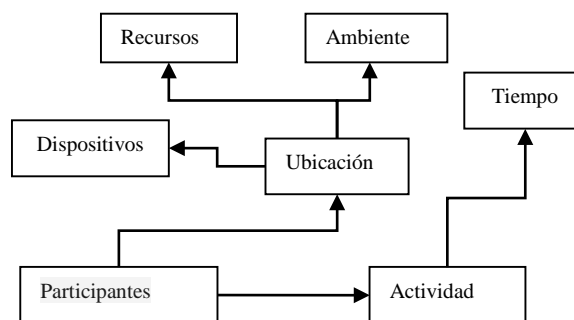 Recursos
Ambiente
Tiempo
Dispositivos
Ubicación
Participantes
Actividad